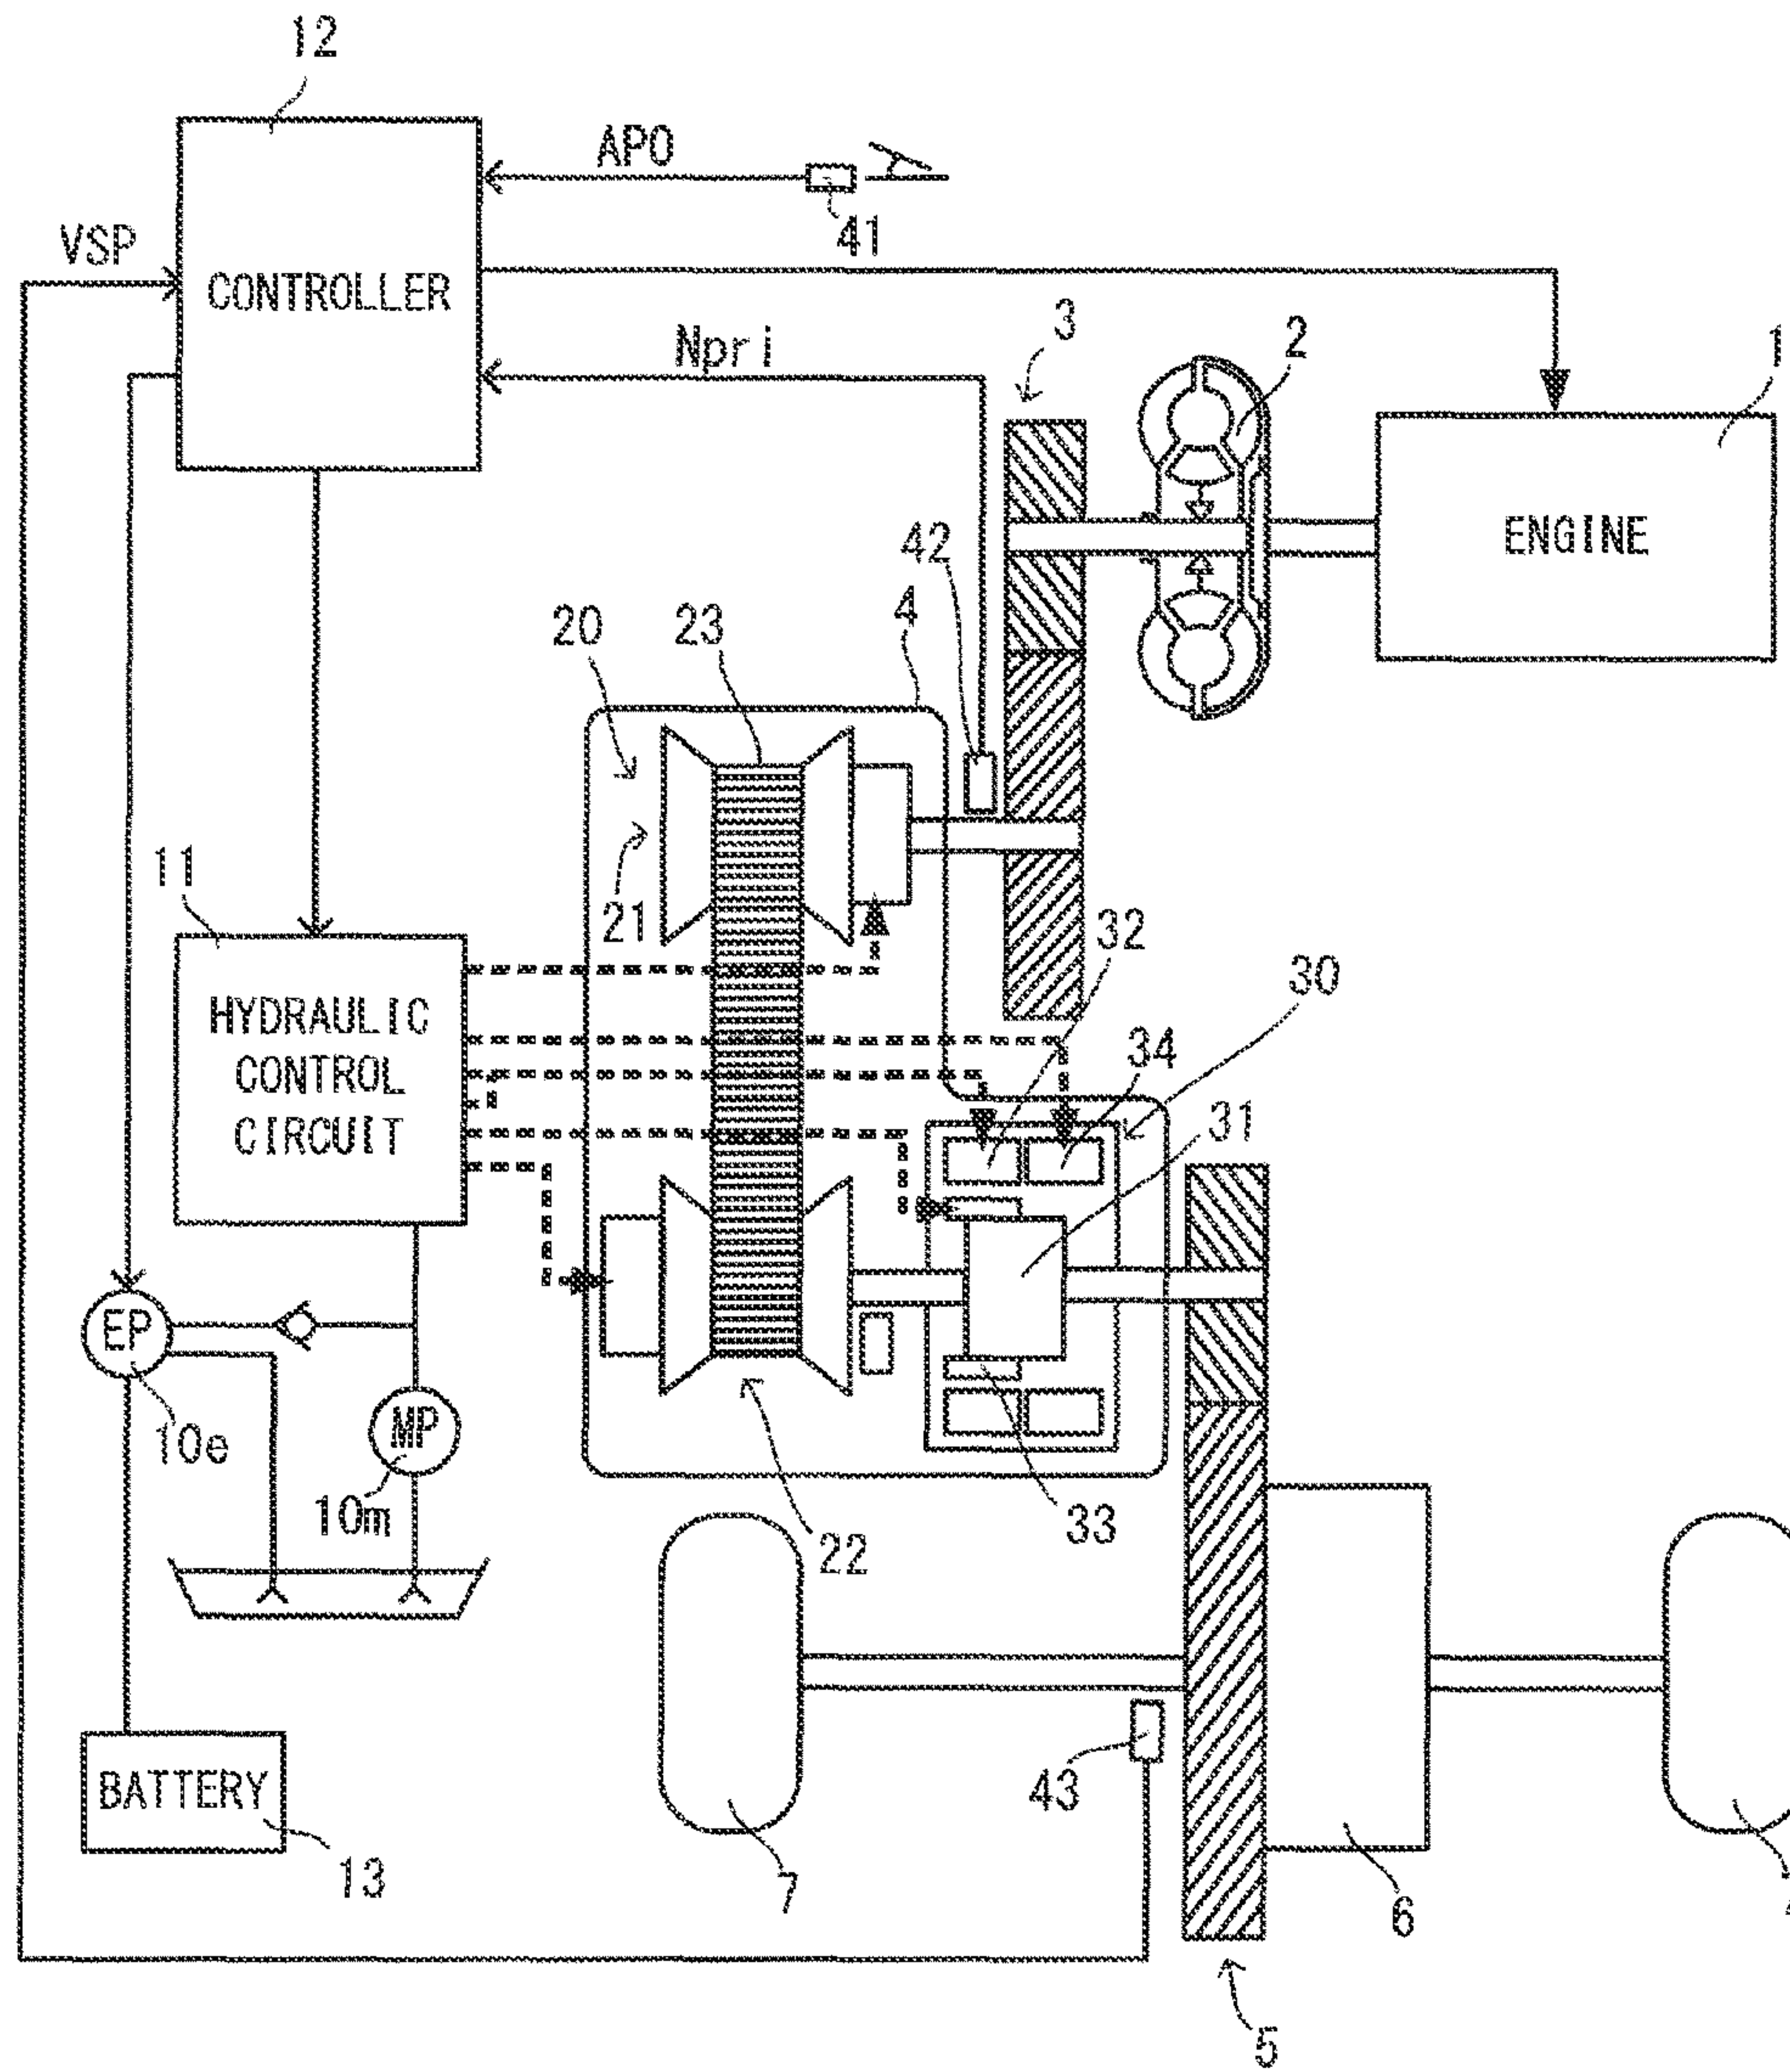 12
APO
41
VSP
CONTROLLER
Npri
3
2
1
ENGINE
42
4
20
23
21
11
32
30
HYDRAULIC
CONTROL
CIRCUIT
34
31
EP
10e
MP
10m
33
22
43
BATTERY
13
7
6
5